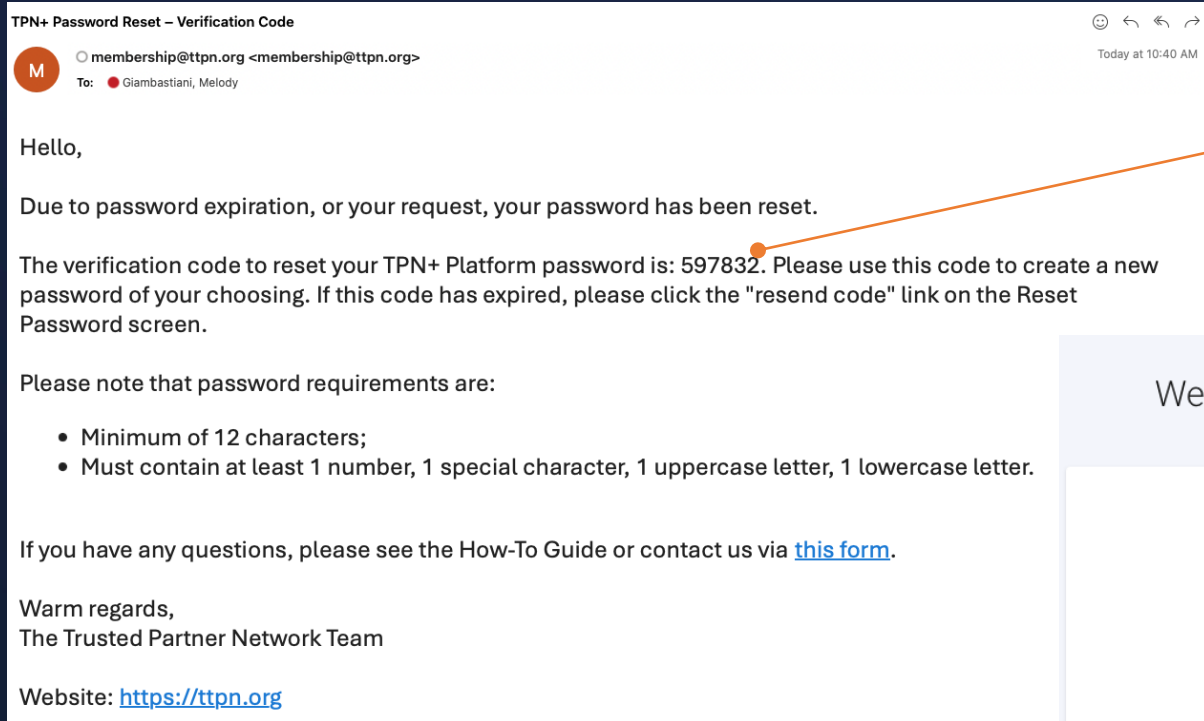 TPN+ Password Reset – Verification Code
M
membership@ttpn.org <membership@ttpn.org>
Today at 10:40 AM
To: Giambastiani, Melody
Hello,
Due to password expiration, or your request, your password has been reset.
The verification code to reset your TPN+ Platform password is: 597832. Please use this code to create a new
password of your choosing. If this code has expired, please click the "resend code" link on the Reset
Password screen.
Please note that password requirements are:
• Minimum of 12 characters;
• Must contain at least 1 number, 1 special character, 1 uppercase letter, 1 lowercase letter.
We
If you have any questions, please see the How-To Guide or contact us via this form.
Warm regards,
The Trusted Partner Network Team
Website: https://ttpn.org